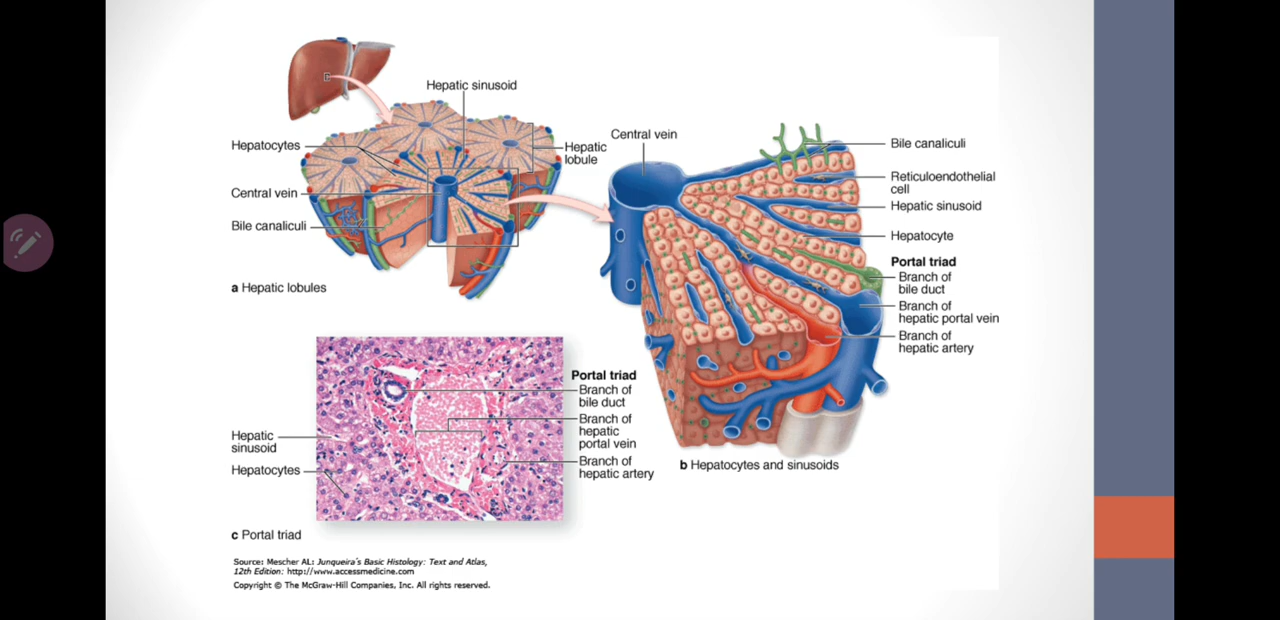 Hepatic sinusoid
Hepatocytes
Hepatic
lobule
Central vein
Bile canaliculi
a Hepatic lobules
Central vein
Bile canaliculi
Reticuloendothelial
cell
Hepatic sinusoid
Hepatocyte
Portal triad
Branch of
bile duct
Branch of
hepatic portal vein
Branch of
hepatic artery
b Hepatocytes and sinusoids
Portal triad
Branch of
bile duct
Branch of
hepatic
portal vein
Branch of
hepatic artery
Hepatic
sinusoid
Hepatocytes
c Portal triad
Source: Mescher AL: Junqueira's Basic Histology: Text and Atlas,
12th Edition: http://www.accessmedicine.com
Copyright © The McGraw-Hill Companies, Inc. All rights reserved.